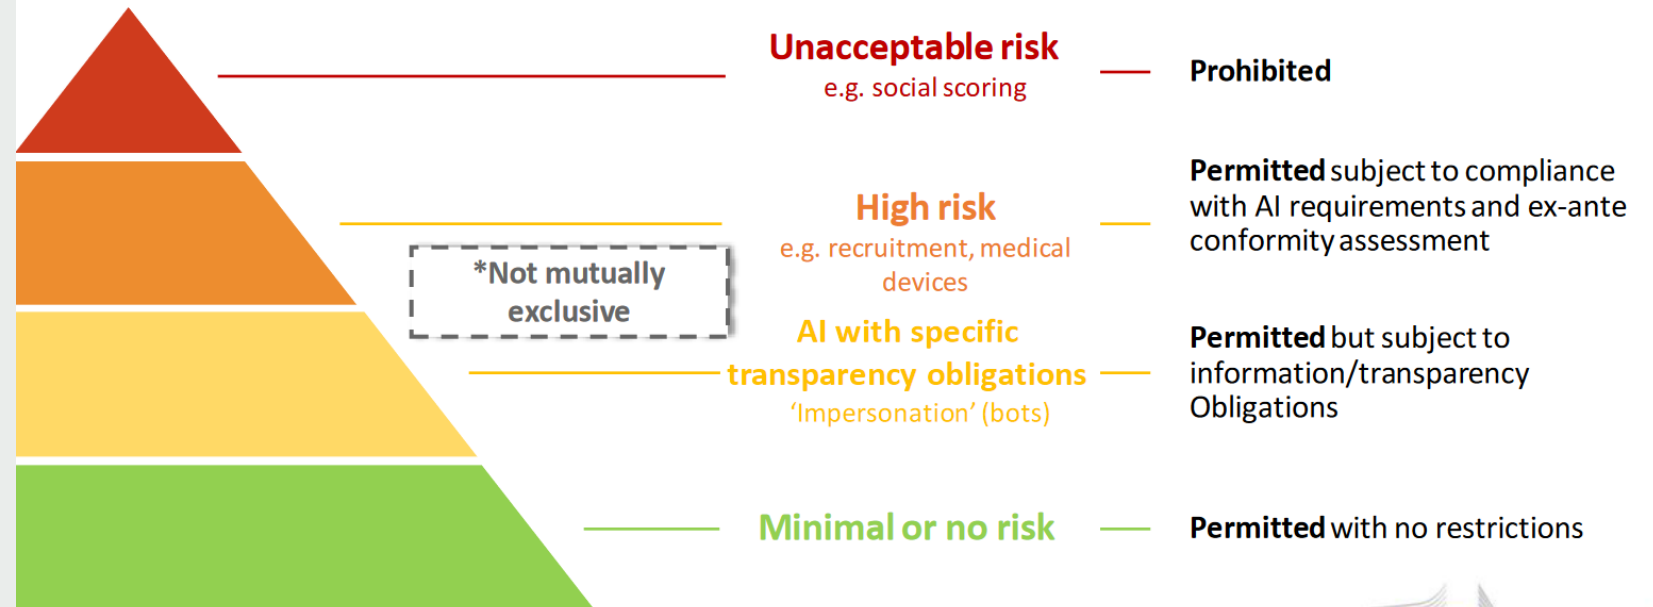 Unacceptable risk
e.g. social scoring
Prohibited
High risk
e.g. recruitment, medical
devices
Permitted subject to compliance
with AI requirements and ex-ante
conformity assessment
*Not mutually
exclusive
AI with specific
transparency obligations
‘Impersonation’ (bots)
Permitted but subject to
information/transparency
Obligations
Minimal or no risk
Permitted with no restrictions